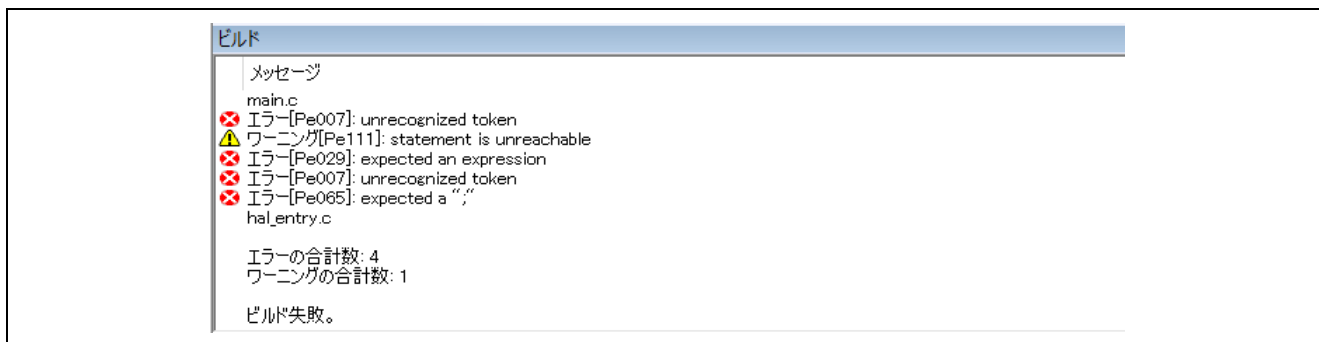 ビルド
メッセージ
main.c
エラー[Pe007]: unrecognized token
ワーニング[Pe111]: statement is unreachable
エラー[Pe029]: expected an expression
エラー[Pe007]: unrecognized token
エラー[Pe065]: expected a ";"
hal_entry.c
エラーの合計数: 4
ワーニングの合計数: 1
ビルド失敗。